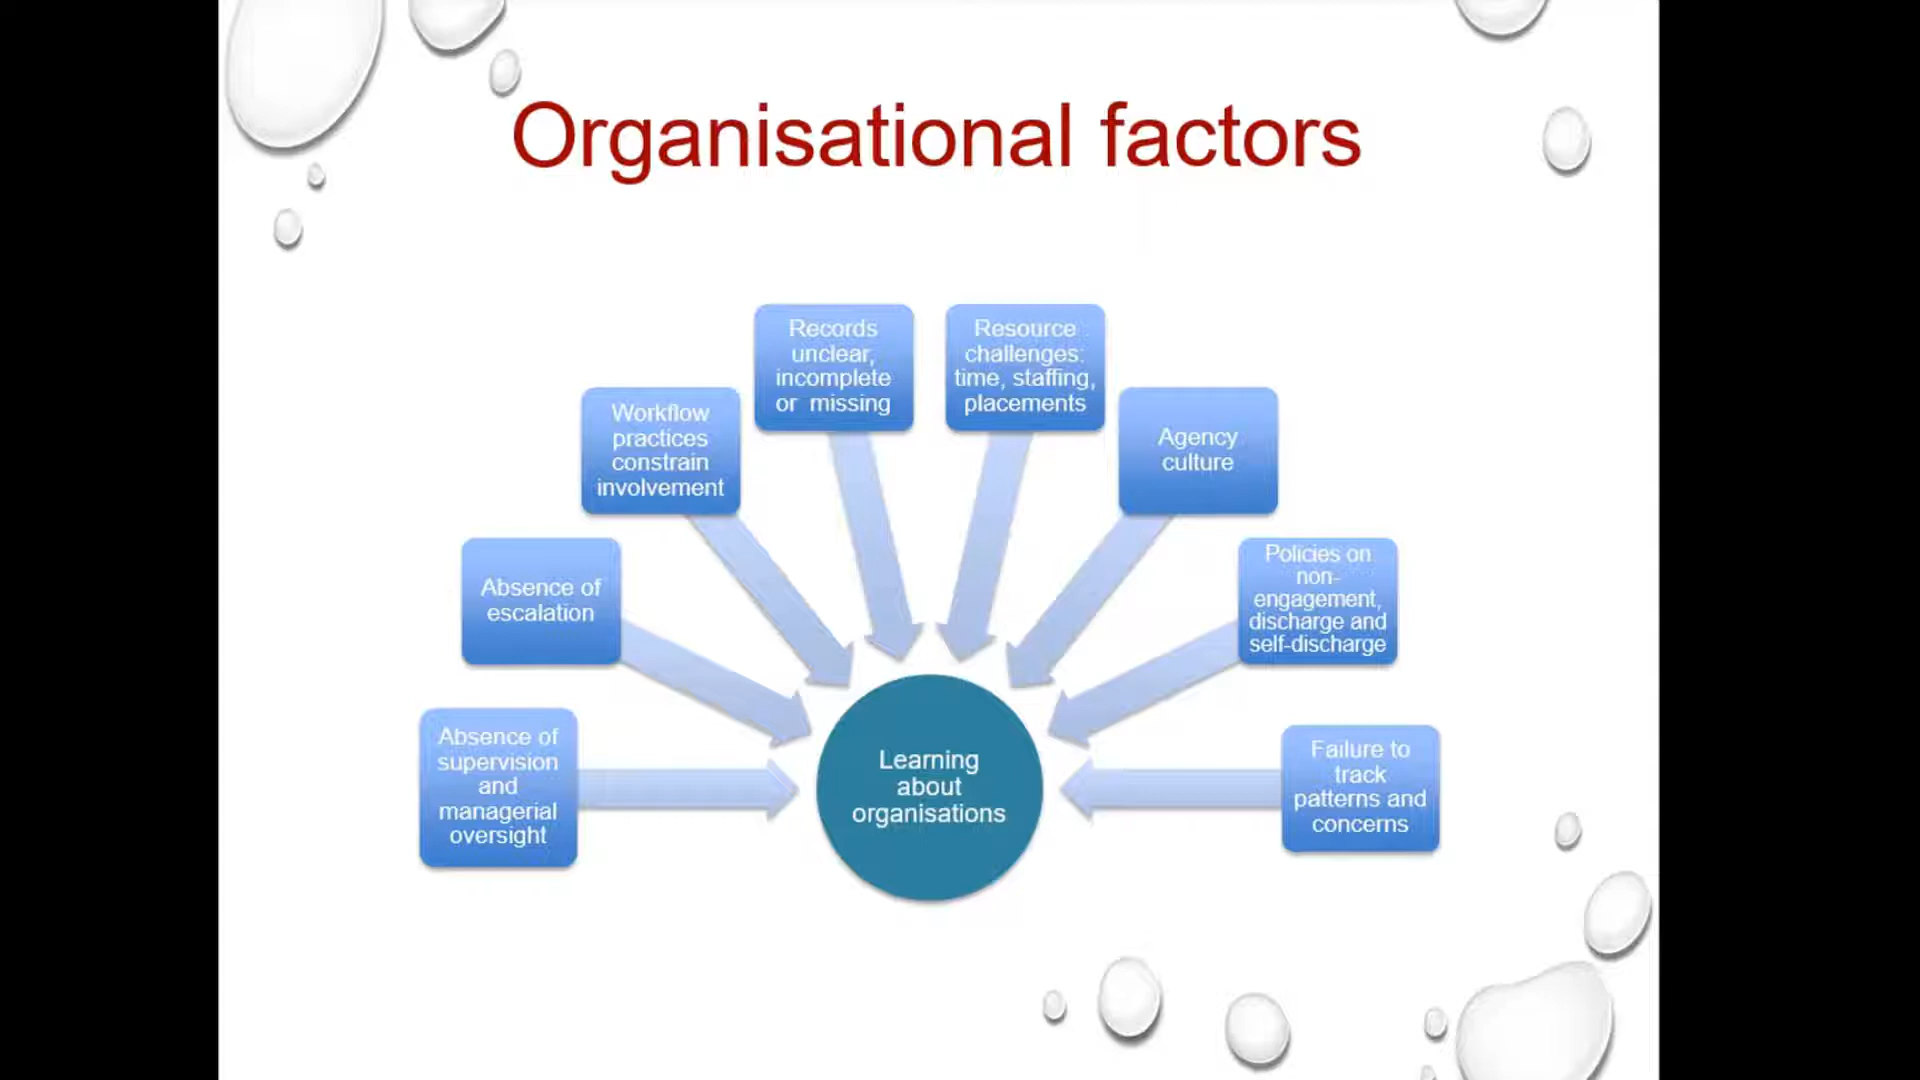 Organisational factors
Records
unclear,
incomplete
or missing
Resource
challenges:
time, staffing,
placements
Workflow
practices
constrain
involvement
Agency
culture
Absence of
escalation
Policies on
non-
engagement,
discharge and
self-discharge
Absence of
supervision
and
managerial
oversight
Learning
about
organisations
Failure to
track
patterns and
concerns